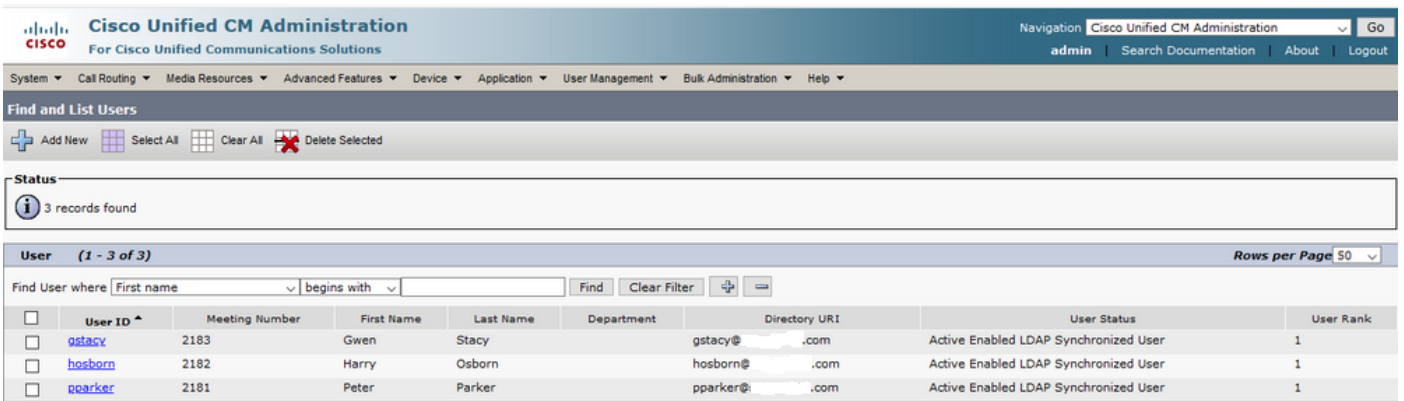 Cisco Unified CM Administration
Navigation Cisco Unified CM Administration Go
CISCO
For Cisco Unified Communications Solutions
admin | Search Documentation | About | Logout
System Call Routing Media Resources Advanced Features Device Application User Management Bulk Administration Help
Find and List Users
Add New Select All Clear All Delete Selected
Status
3 records found
User (1 - 3 of 3) Rows per Page 50
Find User where First name begins with Find Clear Filter
User ID Meeting Number First Name Last Name Department Directory URI User Status User Rank
gstacy 2183 Gwen Stacy gstacy@ .com Active Enabled LDAP Synchronized User 1
hosborn 2182 Harry Osborn hosborn@ .com Active Enabled LDAP Synchronized User 1
pparker 2181 Peter Parker pparker@ .com Active Enabled LDAP Synchronized User 1